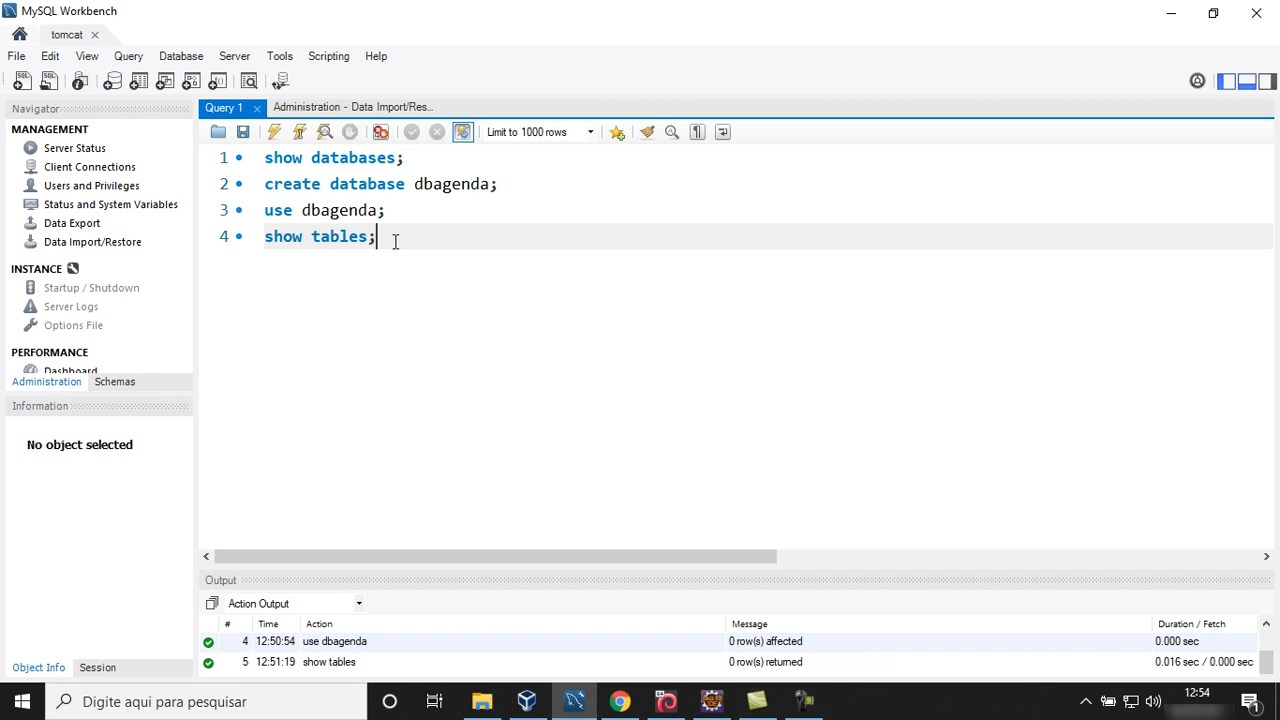 MySQL Workbench
tomcat
File Edit View Query Database Server Tools Scripting Help
Navigator
MANAGEMENT
Server Status
Client Connections
Users and Privileges
Status and System Variables
Data Export
Data Import/Restore
INSTANCE
Startup / Shutdown
Server Logs
Options File
PERFORMANCE
Dashboard
Administration Schemas
Information
No object selected
Object Info Session
Query 1 Administration - Data Import/Res...
Limit to 1000 rows
1 show databases;
2 create database dbagenda;
3 use dbagenda;
4 show tables;
Output
Action Output
# Time Action Message Duration / Fetch
4 12:50:54 use dbagenda 0 row(s) affected 0.000 sec
5 12:51:19 show tables 0 row(s) returned 0.016 sec / 0.000 sec
Digite aqui para pesquisar
12:54
1